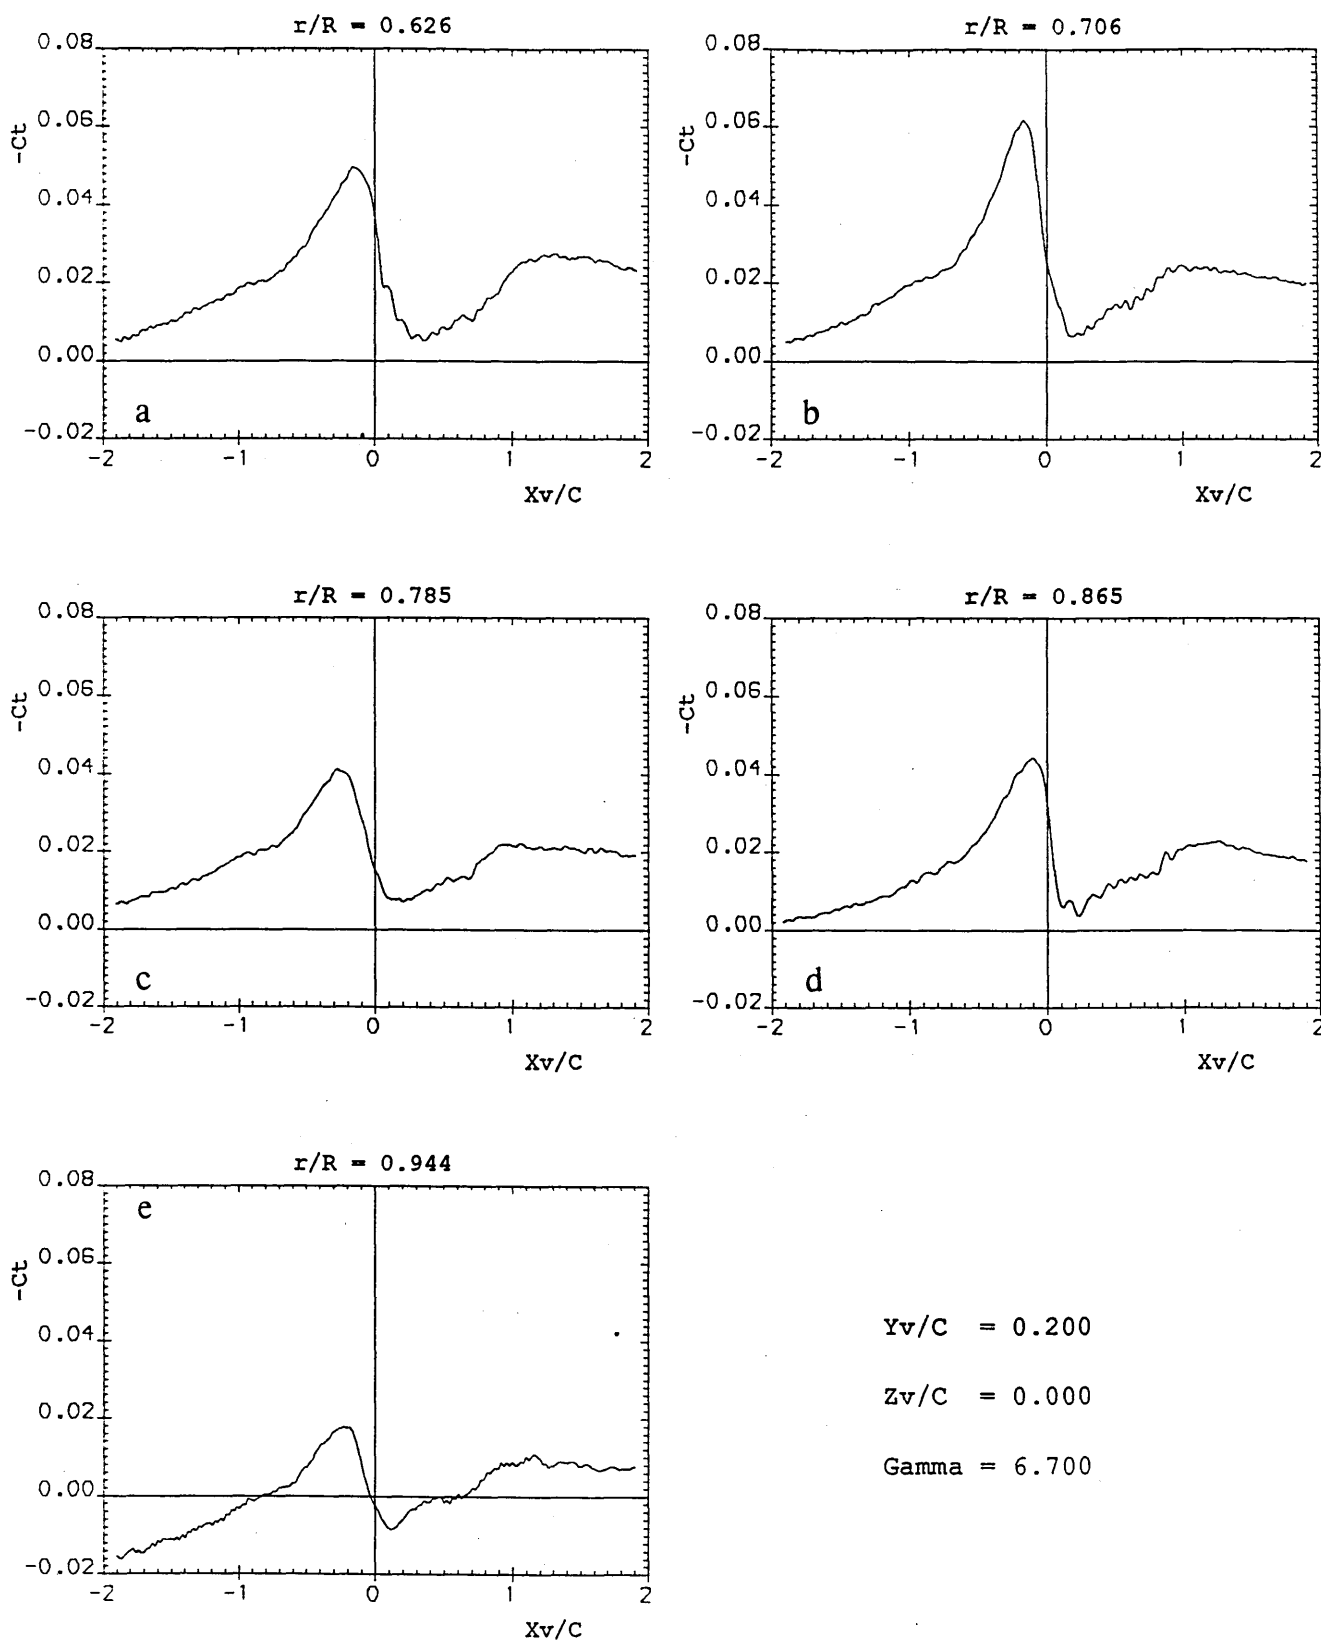 r/R = 0.626
0.08
0.06
0.04
0.02
0.00
-0.02
-Ct
a
-2 -1 0 1 2
Xv/C
r/R = 0.706
0.08
0.06
0.04
0.02
0.00
-0.02
-Ct
b
-2 -1 0 1 2
Xv/C
r/R = 0.785
0.08
0.06
0.04
0.02
0.00
-0.02
-Ct
c
-2 -1 0 1 2
Xv/C
r/R = 0.865
0.08
0.06
0.04
0.02
0.00
-0.02
-Ct
d
-2 -1 0 1 2
Xv/C
r/R = 0.944
0.08
0.06
0.04
0.02
0.00
-0.02
-Ct
e
-2 -1 0 1 2
Xv/C
Yv/C = 0.200
Zv/C = 0.000
Gamma = 6.700